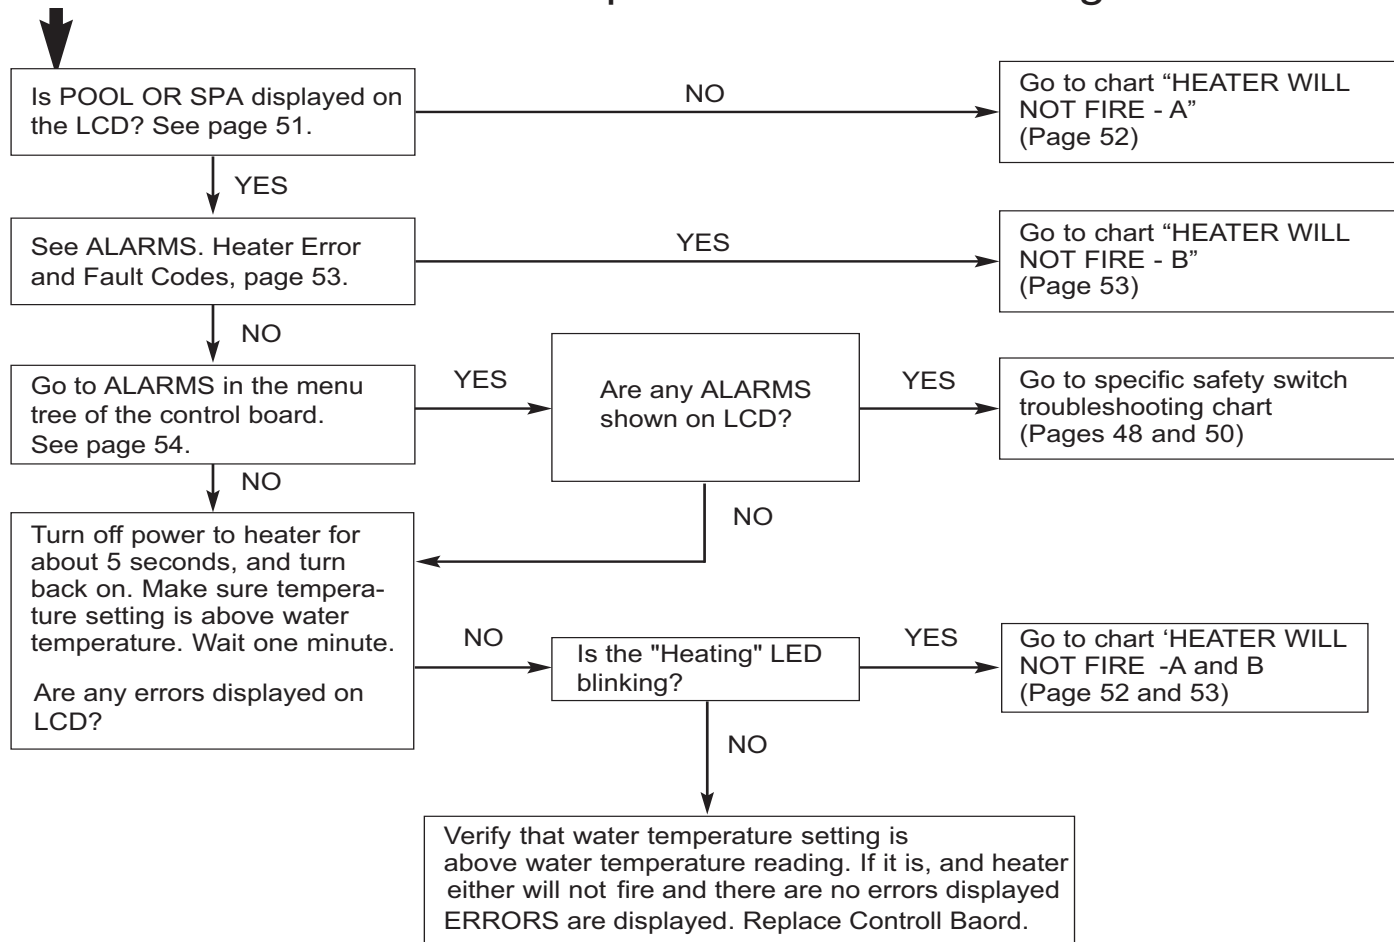 Is POOL OR SPA displayed on
the LCD? See page 51.
NO
Go to chart “HEATER WILL
NOT FIRE - A”
(Page 52)
YES
See ALARMS. Heater Error
and Fault Codes, page 53.
YES
Go to chart “HEATER WILL
NOT FIRE - B”
(Page 53)
NO
Go to ALARMS in the menu
tree of the control board.
See page 54.
YES
Are any ALARMS
shown on LCD?
YES
Go to specific safety switch
troubleshooting chart
(Pages 48 and 50)
NO
NO
Turn off power to heater for
about 5 seconds, and turn
back on. Make sure tempera-
ture setting is above water
temperature. Wait one minute.
Are any errors displayed on
LCD?
NO
Is the "Heating" LED
blinking?
YES
Go to chart ‘HEATER WILL
NOT FIRE -A and B
(Page 52 and 53)
NO
Verify that water temperature setting is
above water temperature reading. If it is, and heater
either will not fire and there are no errors displayed
ERRORS are displayed. Replace Controll Baord.